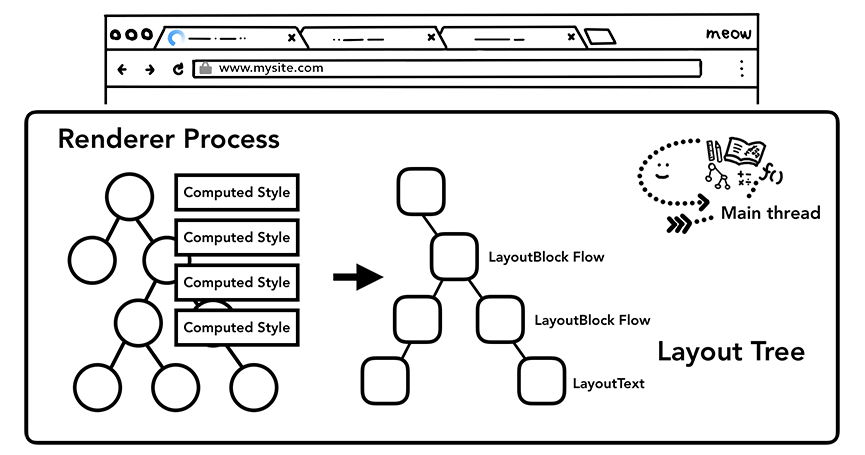 meow
www.mysite.com
Renderer Process
Computed Style
Computed Style
Computed Style
Computed Style
LayoutBlock Flow
LayoutBlock Flow
LayoutText
f()
Main thread
Layout Tree